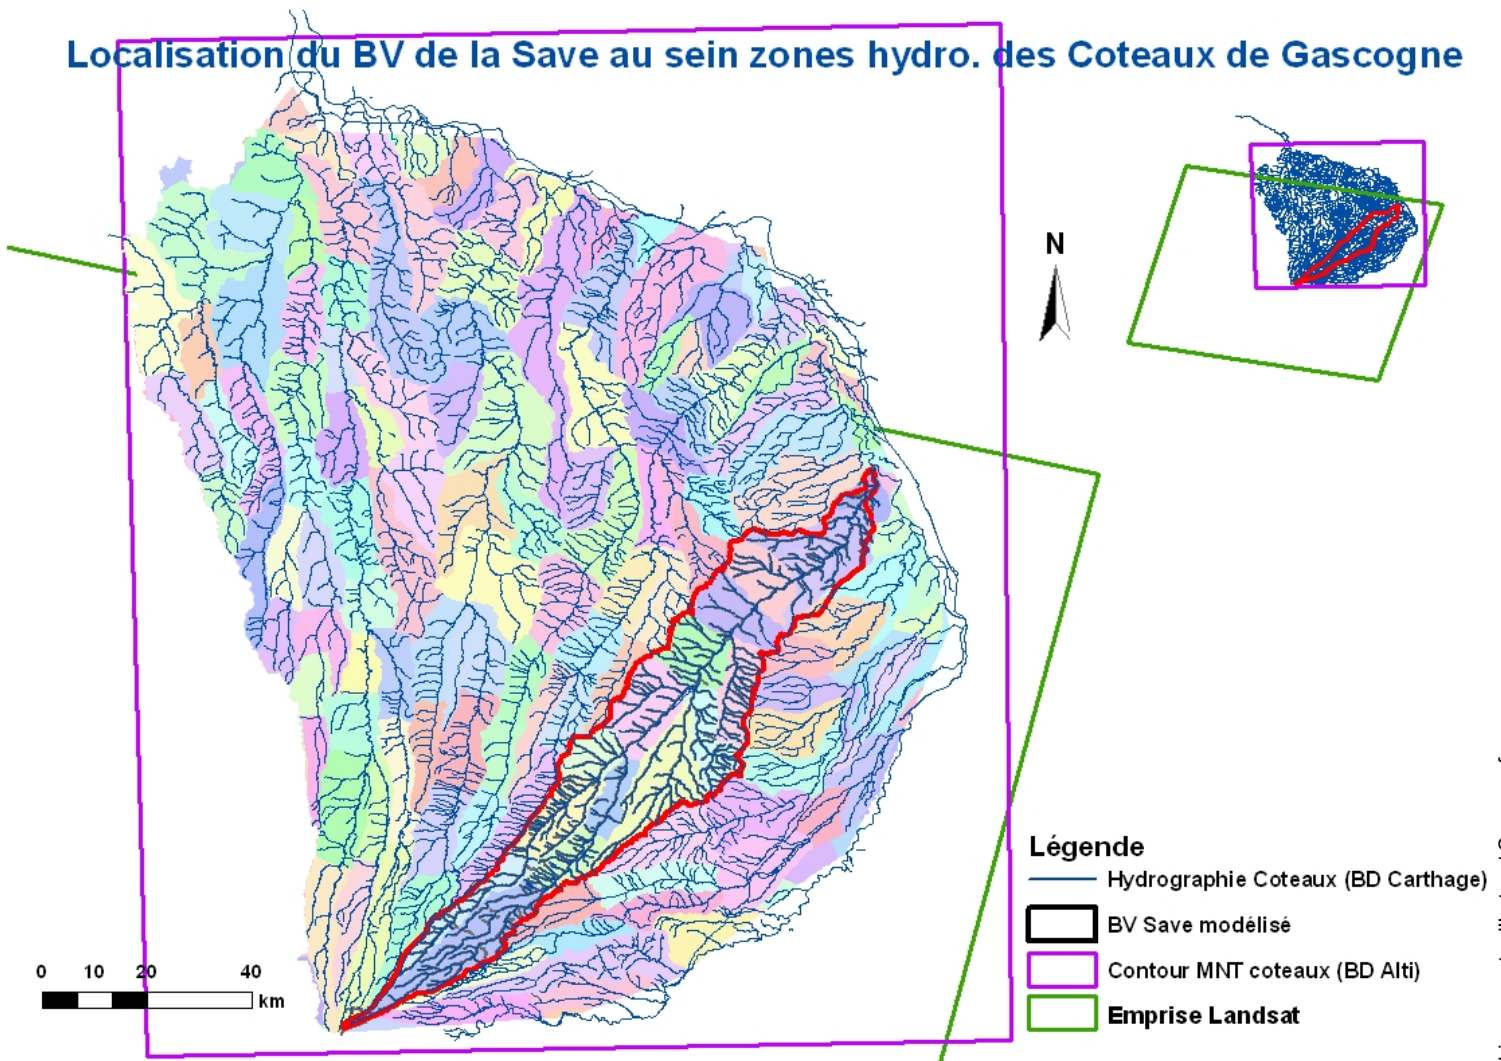 Localisation du BV de la Save au sein zones hydro. des Coteaux de Gascogne
N
Légende
Hydrographie Coteaux (BD Carthage)
BV Save modélisé
Contour MNT coteaux (BD Alti)
Emprise Landsat
0 10 20 40
km